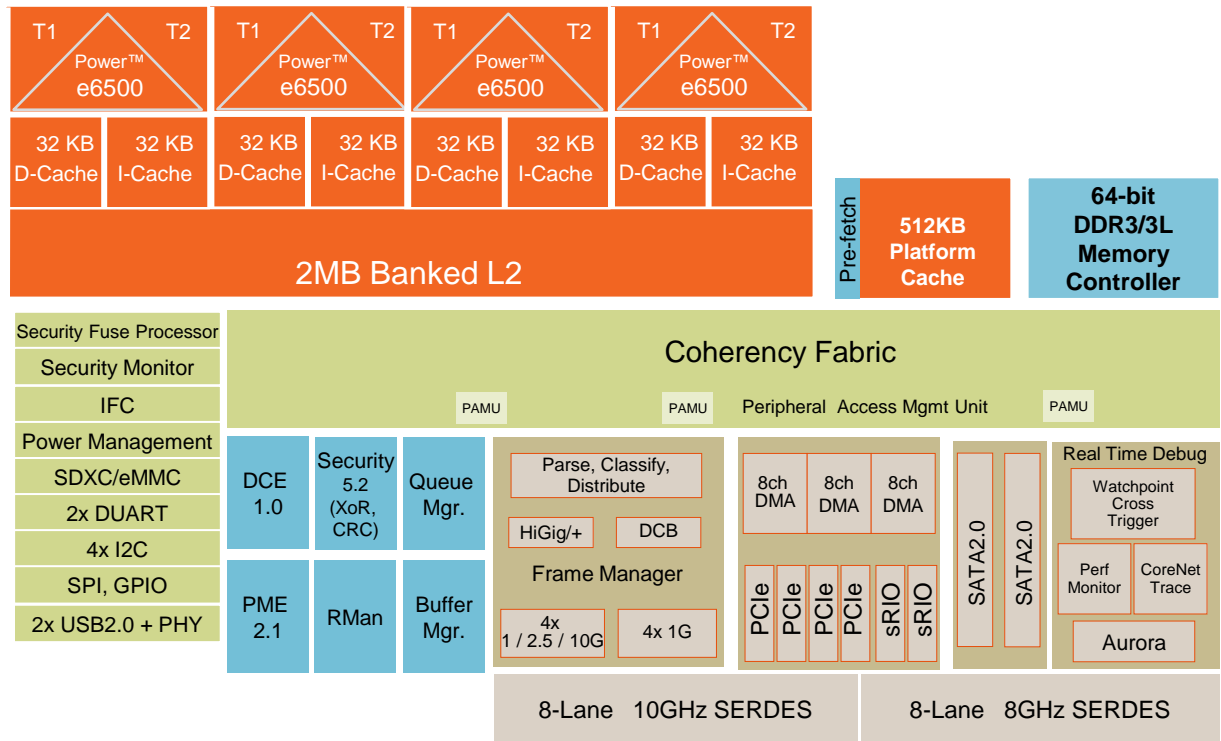 T1 T2
Power™
e6500
T1 T2
Power™
e6500
T1 T2
Power™
e6500
T1 T2
Power™
e6500
32 KB
D-Cache
32 KB
I-Cache
32 KB
D-Cache
32 KB
I-Cache
32 KB
D-Cache
32 KB
I-Cache
32 KB
D-Cache
32 KB
I-Cache
2MB Banked L2
Pre-fetch
512KB
Platform
Cache
64-bit
DDR3/3L
Memory
Controller
Security Fuse Processor
Security Monitor
IFC
Power Management
SDXC/eMMC
2x DUART
4x I2C
SPI, GPIO
2x USB2.0 + PHY
Coherency Fabric
PAMU
PAMU
Peripheral Access Mgmt Unit
PAMU
DCE
1.0
Security
5.2
(XoR,
CRC)
Queue
Mgr.
PME
2.1
RMan
Buffer
Mgr.
Parse, Classify,
Distribute
HiGig/+
DCB
Frame Manager
4x
1 / 2.5 / 10G
4x 1G
8ch
DMA
8ch
DMA
8ch
DMA
PCIe
PCIe
PCIe
PCIe
sRIO
sRIO
SATA2.0
SATA2.0
Real Time Debug
Watchpoint
Cross
Trigger
Perf
Monitor
CoreNet
Trace
Aurora
8-Lane 10GHz SERDES
8-Lane 8GHz SERDES